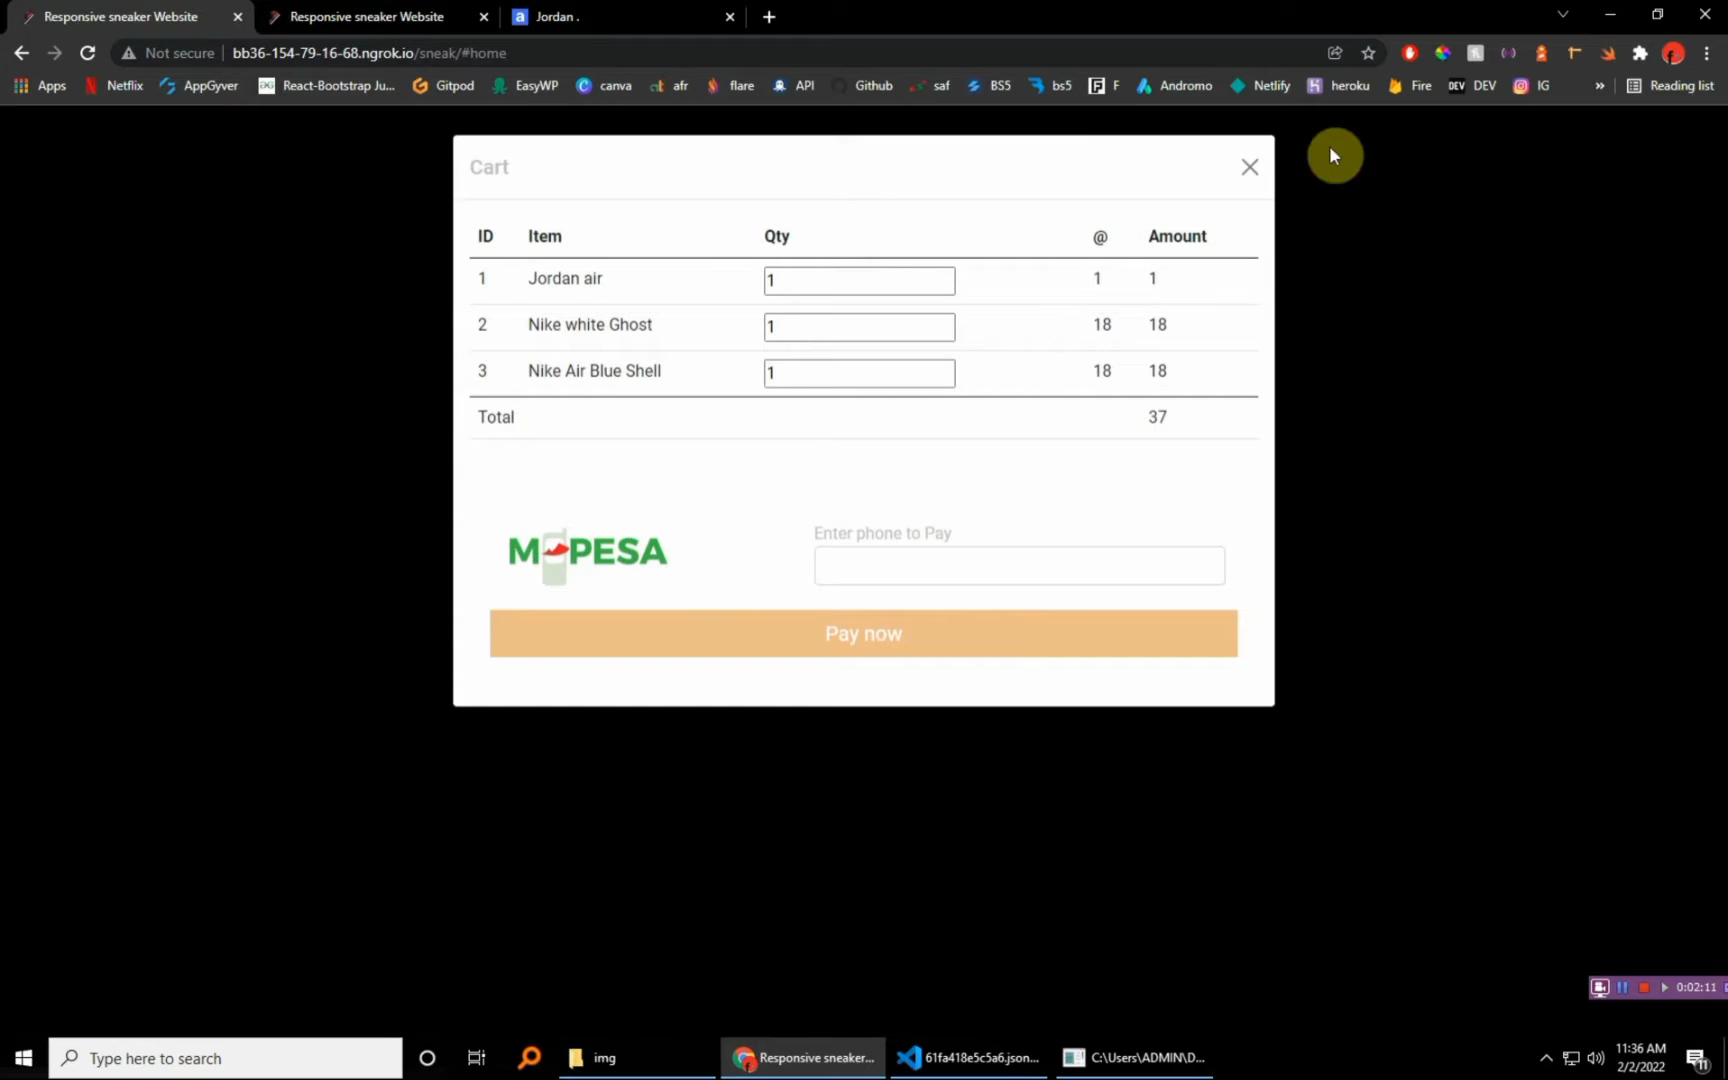 Responsive sneaker Website
Responsive sneaker Website
Jordan .
Not secure bb36-154-79-16-68.ngrok.io/sneak/#home
Apps Netflix AppGyver React-Bootstrap Ju... Gitpod EasyWP canva afr flare API Github saf BS5 bs5 F Andromo Netlify heroku Fire DEV DEV IG » Reading list
Cart
ID Item Qty @ Amount
1 Jordan air 1 1 1
2 Nike white Ghost 1 18 18
3 Nike Air Blue Shell 1 18 18
Total 37
M-PESA
Enter phone to Pay
Pay now
0:02:11
Type here to search
img
Responsive sneaker...
61fa418e5c5a6.json...
C:\Users\ADMIN\D...
11:36 AM
2/2/2022
11